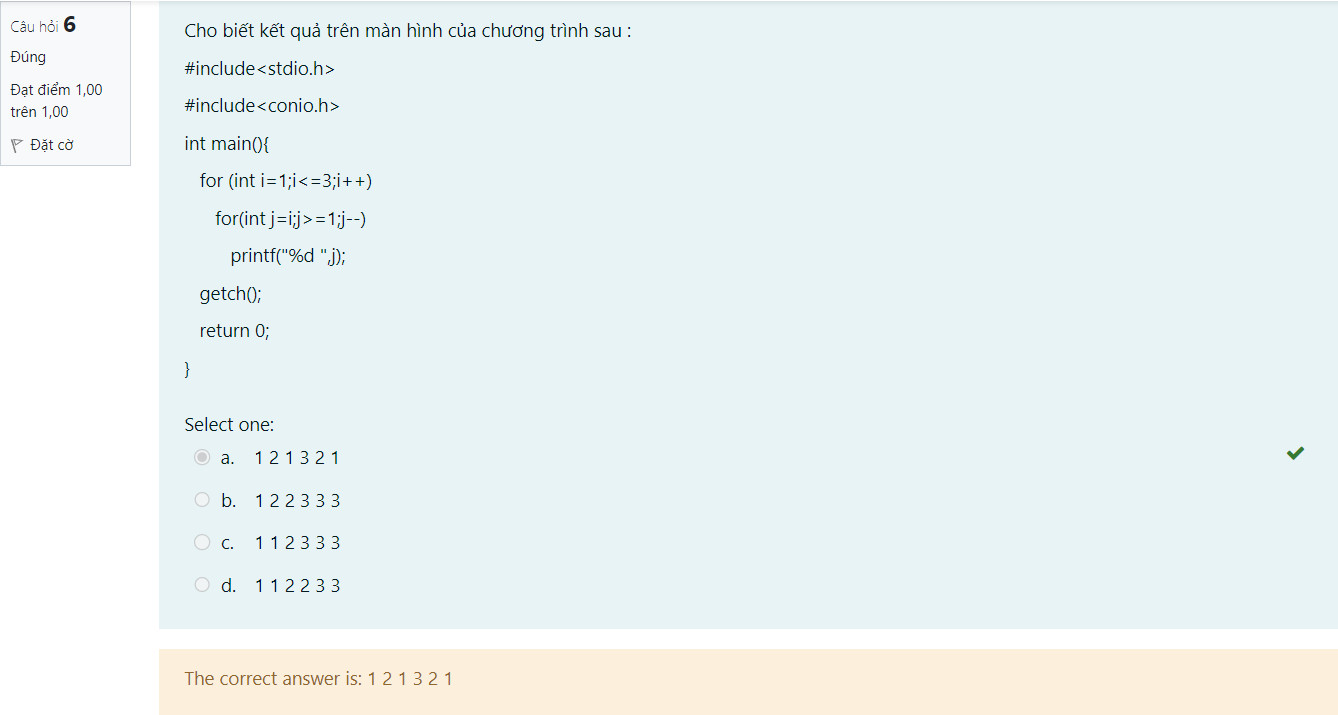 Câu hỏi 6
Đúng
Đạt điểm 1,00
trên 1,00
Đặt cờ
Cho biết kết quả trên màn hình của chương trình sau :
#include<stdio.h>
#include<conio.h>
int main(){
for (int i=1;i<=3;i++)
for(int j=i;j>=1;j--)
printf("%d ",j);
getch();
return 0;
}
Select one:
a. 1 2 1 3 2 1
b. 1 2 2 3 3 3
c. 1 1 2 3 3 3
d. 1 1 2 2 3 3
The correct answer is: 1 2 1 3 2 1